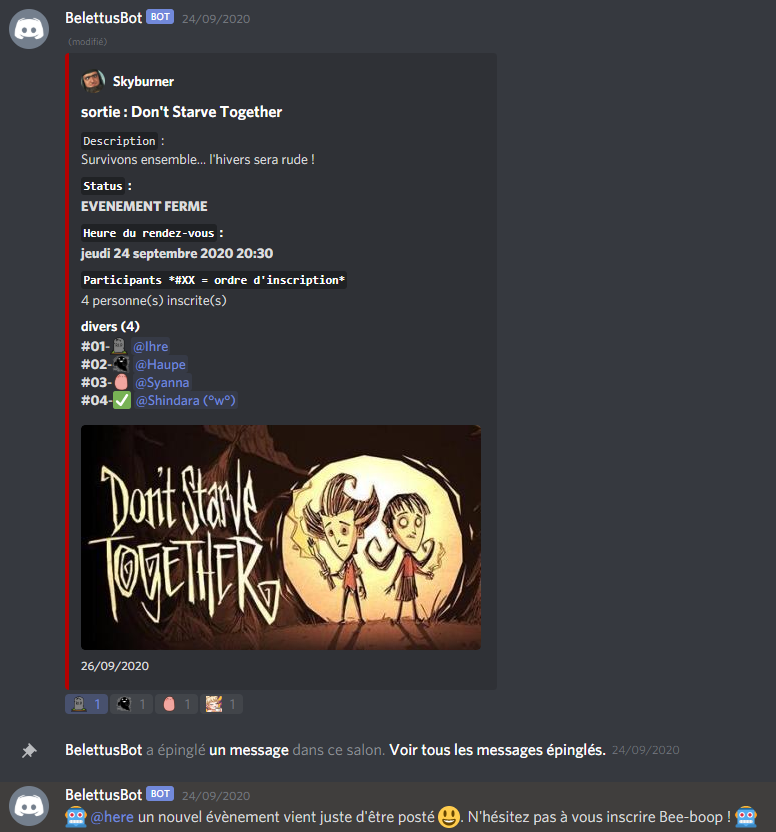 BelettusBot BOT 24/09/2020
(modifié)
Skyburner
sortie : Don't Starve Together
Description :
Survivons ensemble... l'hivers sera rude !
Status :
EVENEMENT FERME
Heure du rendez-vous :
jeudi 24 septembre 2020 20:30
Participants *#XX = ordre d'inscription*
4 personne(s) inscrite(s)
divers (4)
#01- @Ihre
#02- @Haupe
#03- @Syanna
#04-✅ @Shindara (°w°)
Don't Starve
TOGETHER
26/09/2020
1 1 1 1
BelettusBot a épinglé un message dans ce salon. Voir tous les messages épinglés. 24/09/2020
BelettusBot BOT 24/09/2020
🤖 @here un nouvel évènement vient juste d'être posté 😃. N'hésitez pas à vous inscrire Bee-boop ! 🤖